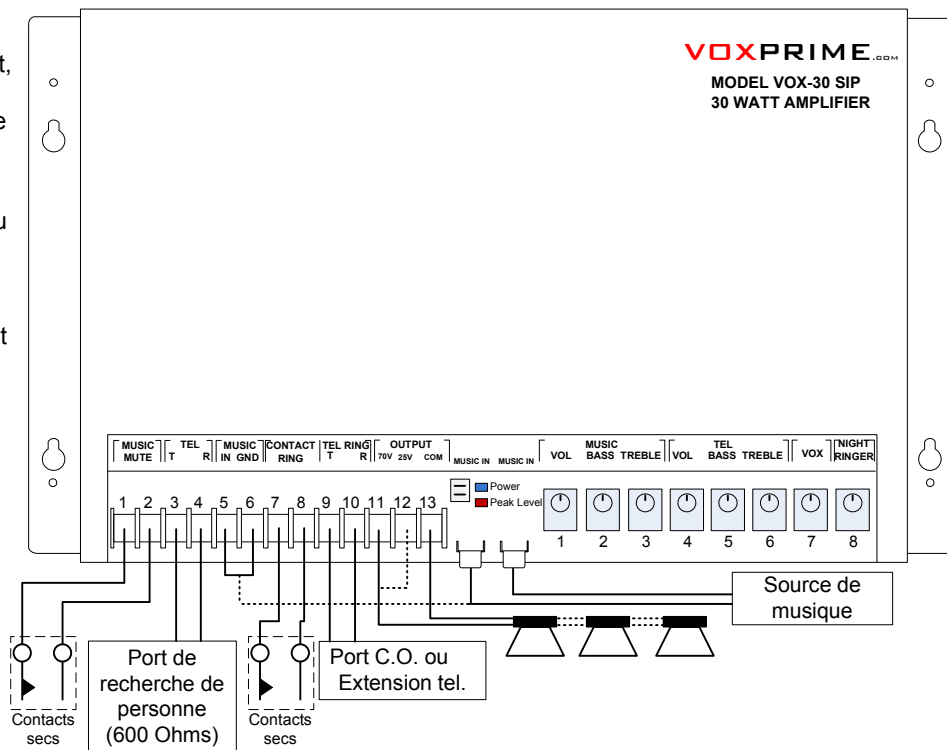 t,
e
u
t
VOXPRIME.COM
MODEL VOX-30 SIP
30 WATT AMPLIFIER
MUSIC MUTE TEL T R MUSIC IN GND CONTACT RING TEL RING T R OUTPUT 70V 25V COM MUSIC IN MUSIC IN VOL MUSIC BASS TREBLE VOL TEL BASS TREBLE VOX NIGHT RINGER
Power
Peak Level
1 2 3 4 5 6 7 8 9 10 11 12 13
1 2 3 4 5 6 7 8
Contacts
secs
Port de
recherche de
personne
(600 Ohms)
Contacts
secs
Port C.O. ou
Extension tel.
Source de
musique